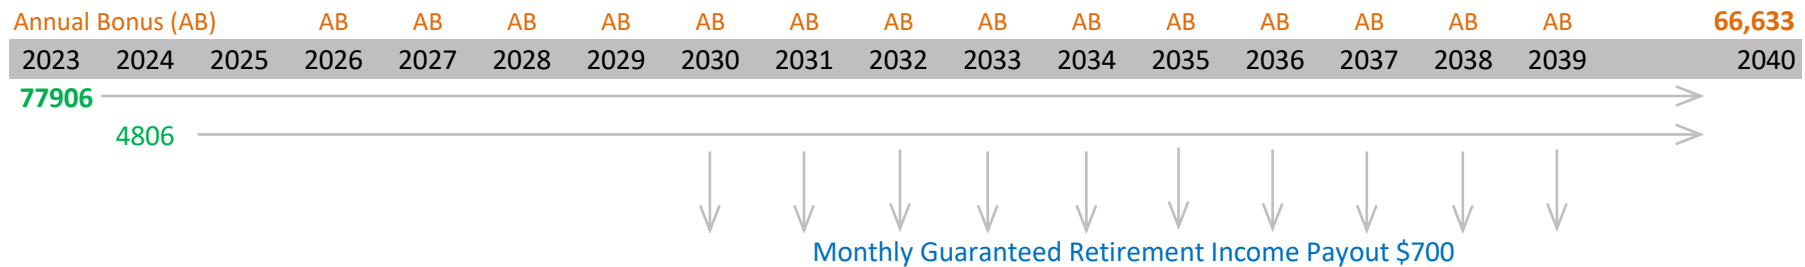 Annual Bonus (AB) AB AB AB AB AB AB AB AB AB AB AB AB AB AB 66,633
2023 2024 2025 2026 2027 2028 2029 2030 2031 2032 2033 2034 2035 2036 2037 2038 2039 2040
77906
4806
Monthly Guaranteed Retirement Income Payout $700